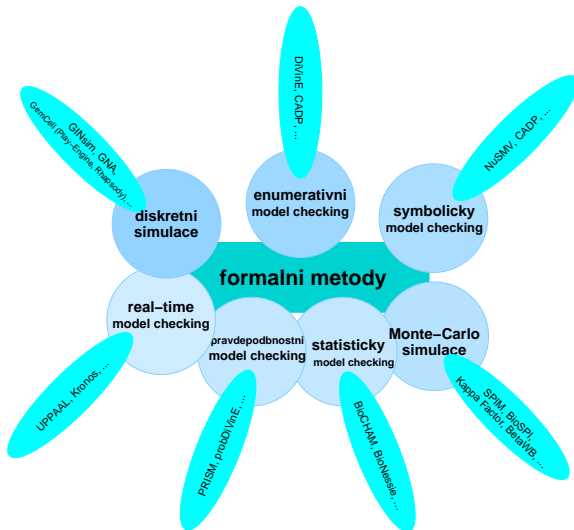 DiVinE, CADP,
...
GINsim, GNA,
GemCell (Play–Engine, Rhapsody), ...
NuSMV, CADP, ...
enumerativni
model checking
diskretni
simulace
symbolicky
model checking
formalni metody
real–time
model checking
pravdepodbnostni
model checking
statisticky
model checking
Monte–Carlo
simulace
UPPAAL, Kronos, ...
PRISM, probDiVinE, ...
BioCHAM, BioNessie, ...
SPIM, BioSPI,
Kappa Factor, BetaWB, ...